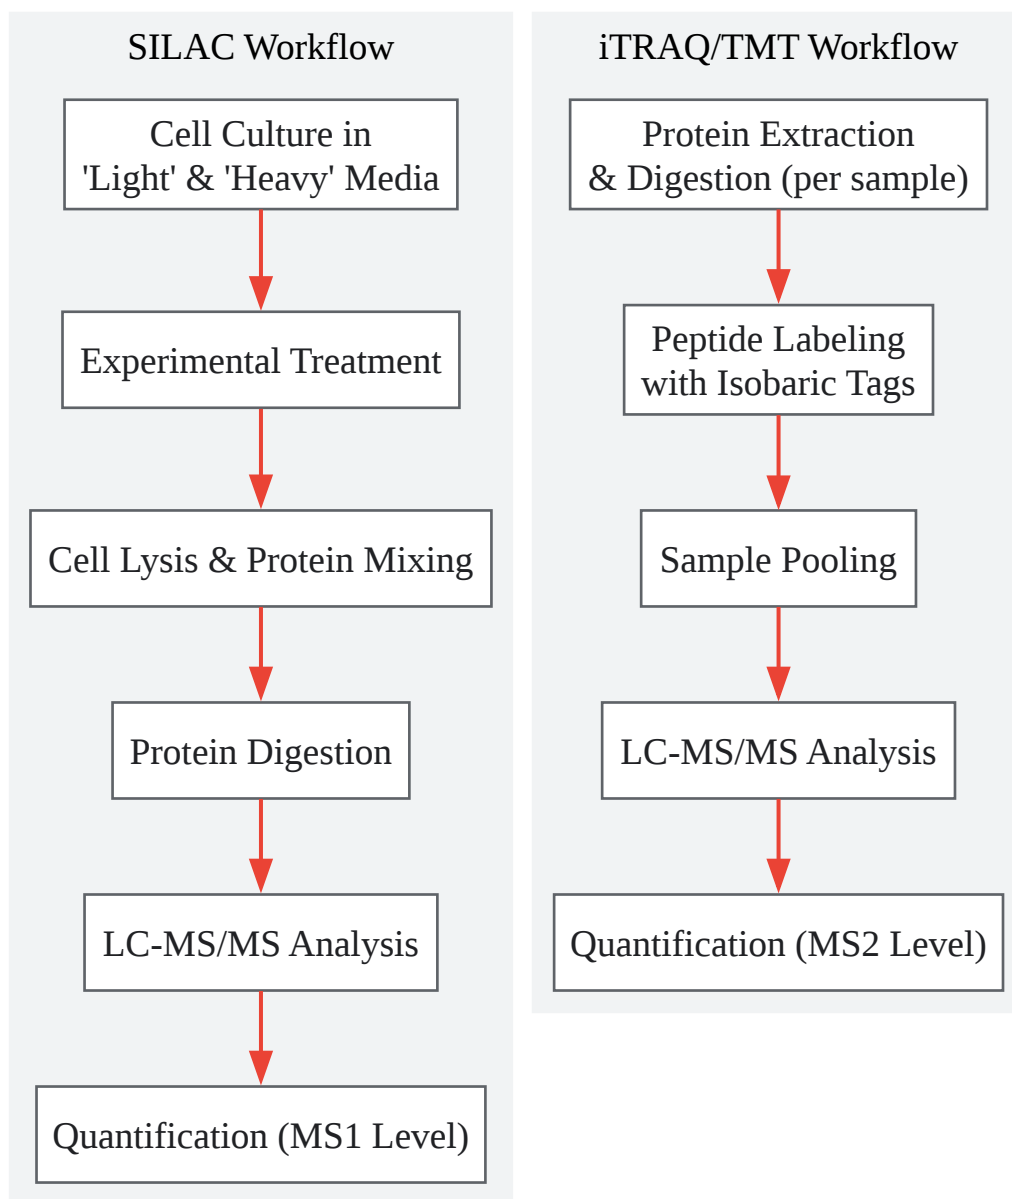 SILAC Workflow
Cell Culture in
'Light' & 'Heavy' Media
Experimental Treatment
Cell Lysis & Protein Mixing
Protein Digestion
LC-MS/MS Analysis
Quantification (MS1 Level)
iTRAQ/TMT Workflow
Protein Extraction
& Digestion (per sample)
Peptide Labeling
with Isobaric Tags
Sample Pooling
LC-MS/MS Analysis
Quantification (MS2 Level)